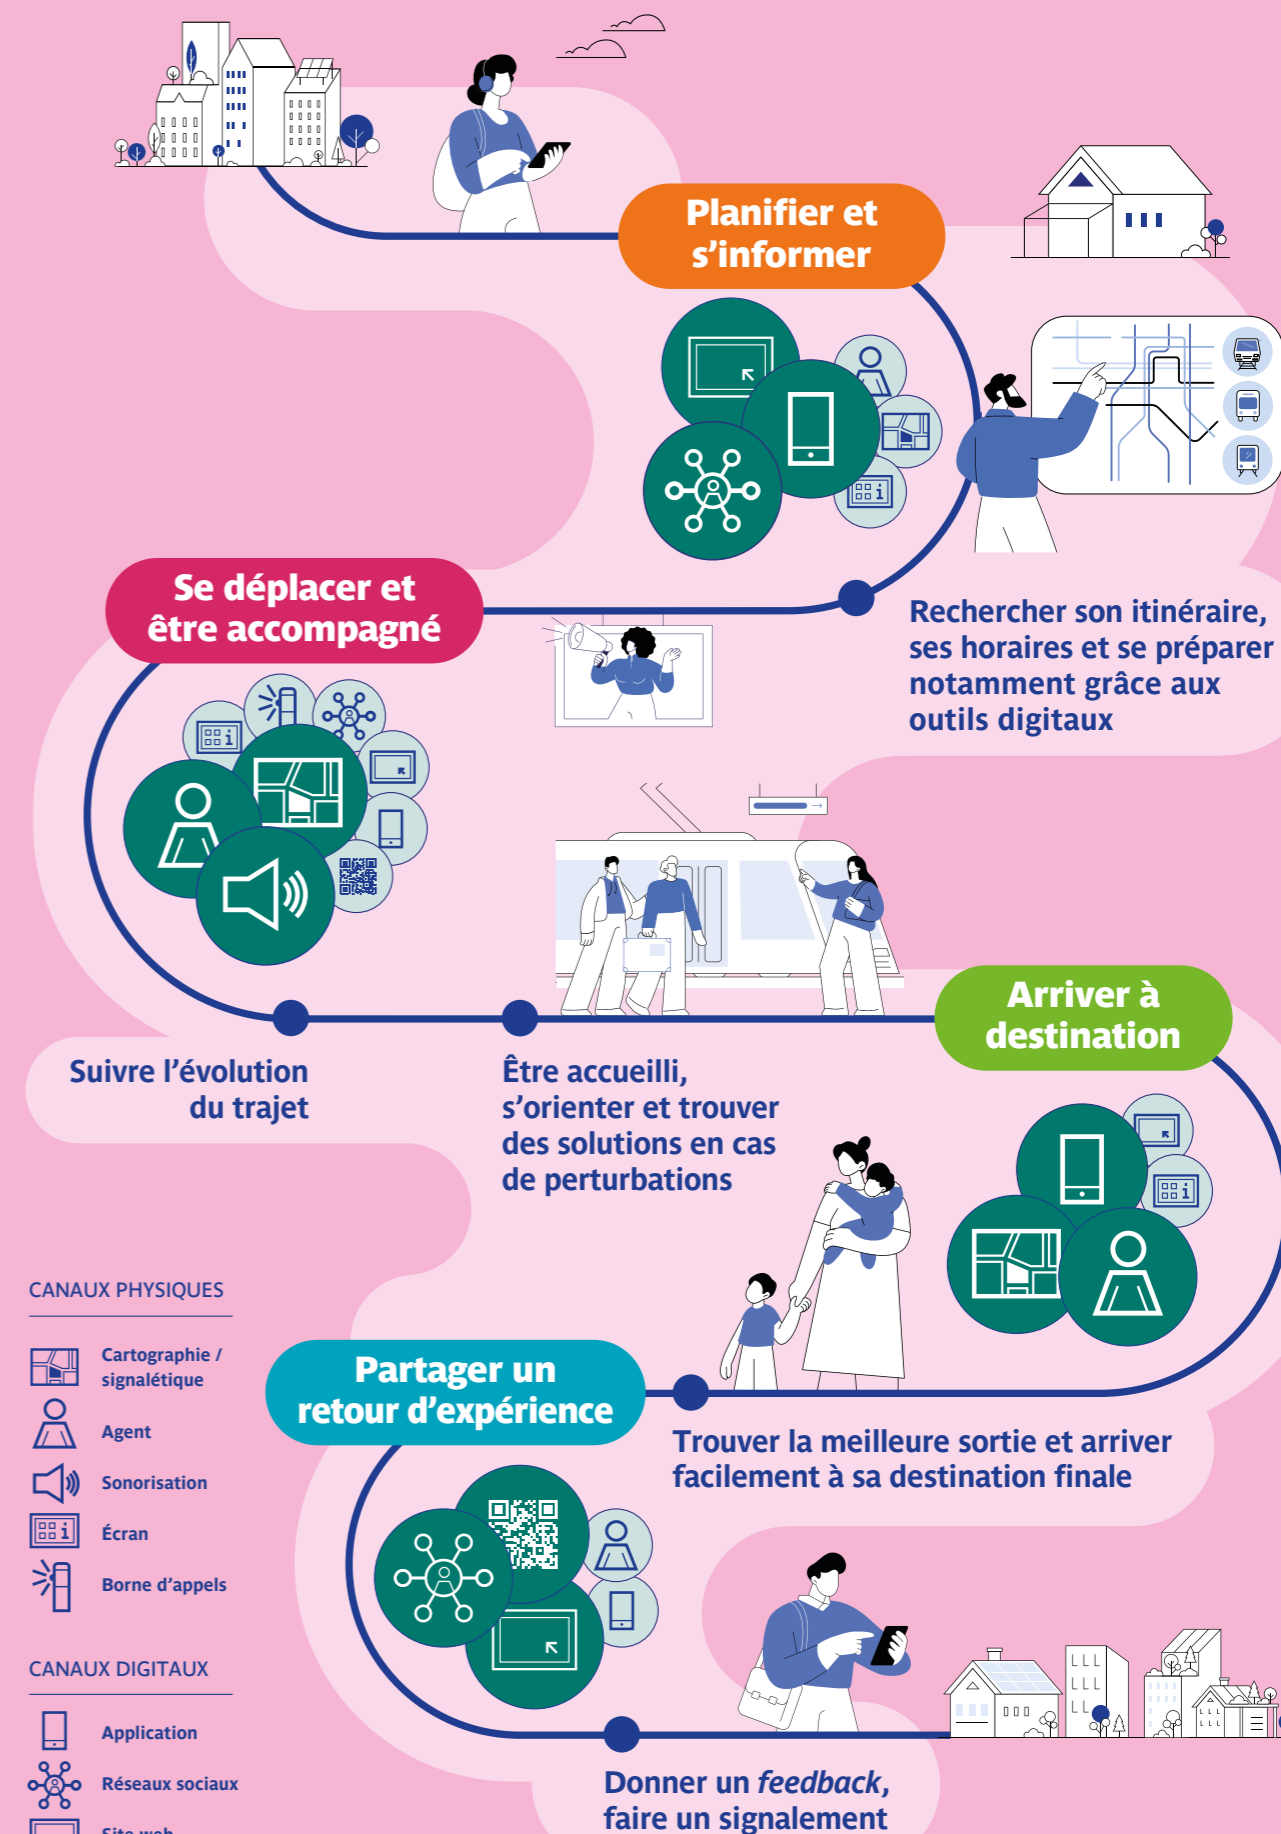 Planifier et
s'informer
Rechercher son itinéraire,
ses horaires et se préparer
notamment grâce aux
outils digitaux
Se déplacer et
être accompagné
Suivre l'évolution
du trajet
Être accueilli,
s'orienter et trouver
des solutions en cas
de perturbations
Arriver à
destination
Trouver la meilleure sortie et arriver
facilement à sa destination finale
Partager un
retour d'expérience
Donner un feedback,
faire un signalement
CANAUX PHYSIQUES
Cartographie /
signalétique
Agent
Sonorisation
Écran
Borne d'appels
CANAUX DIGITAUX
Application
Réseaux sociaux
Site web